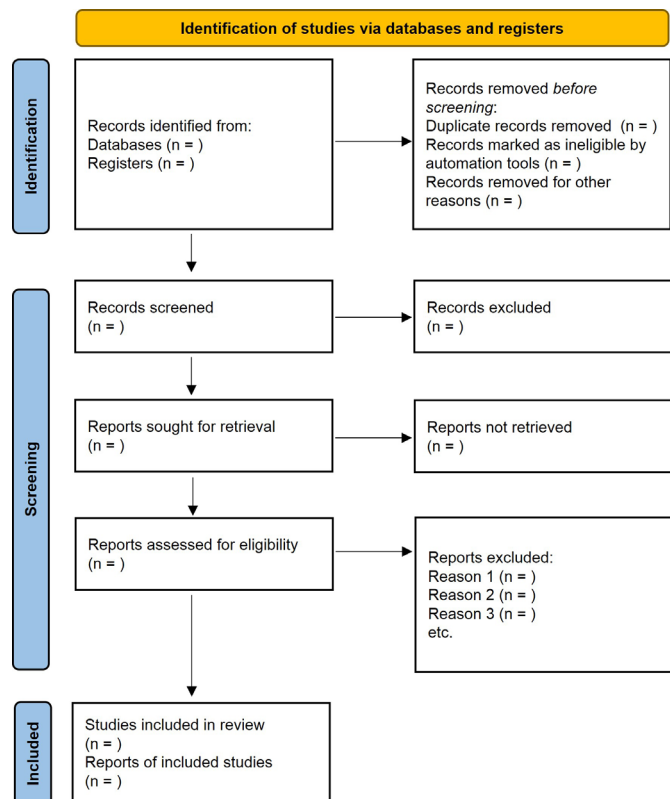 Identification of studies via databases and registers
Identification
Records identified from:
Databases (n = )
Registers (n = )
Records removed before
screening:
Duplicate records removed (n = )
Records marked as ineligible by
automation tools (n = )
Records removed for other
reasons (n = )
Screening
Records screened
(n = )
Records excluded
(n = )
Reports sought for retrieval
(n = )
Reports not retrieved
(n = )
Reports assessed for eligibility
(n = )
Reports excluded:
Reason 1 (n = )
Reason 2 (n = )
Reason 3 (n = )
etc.
Included
Studies included in review
(n = )
Reports of included studies
(n = )